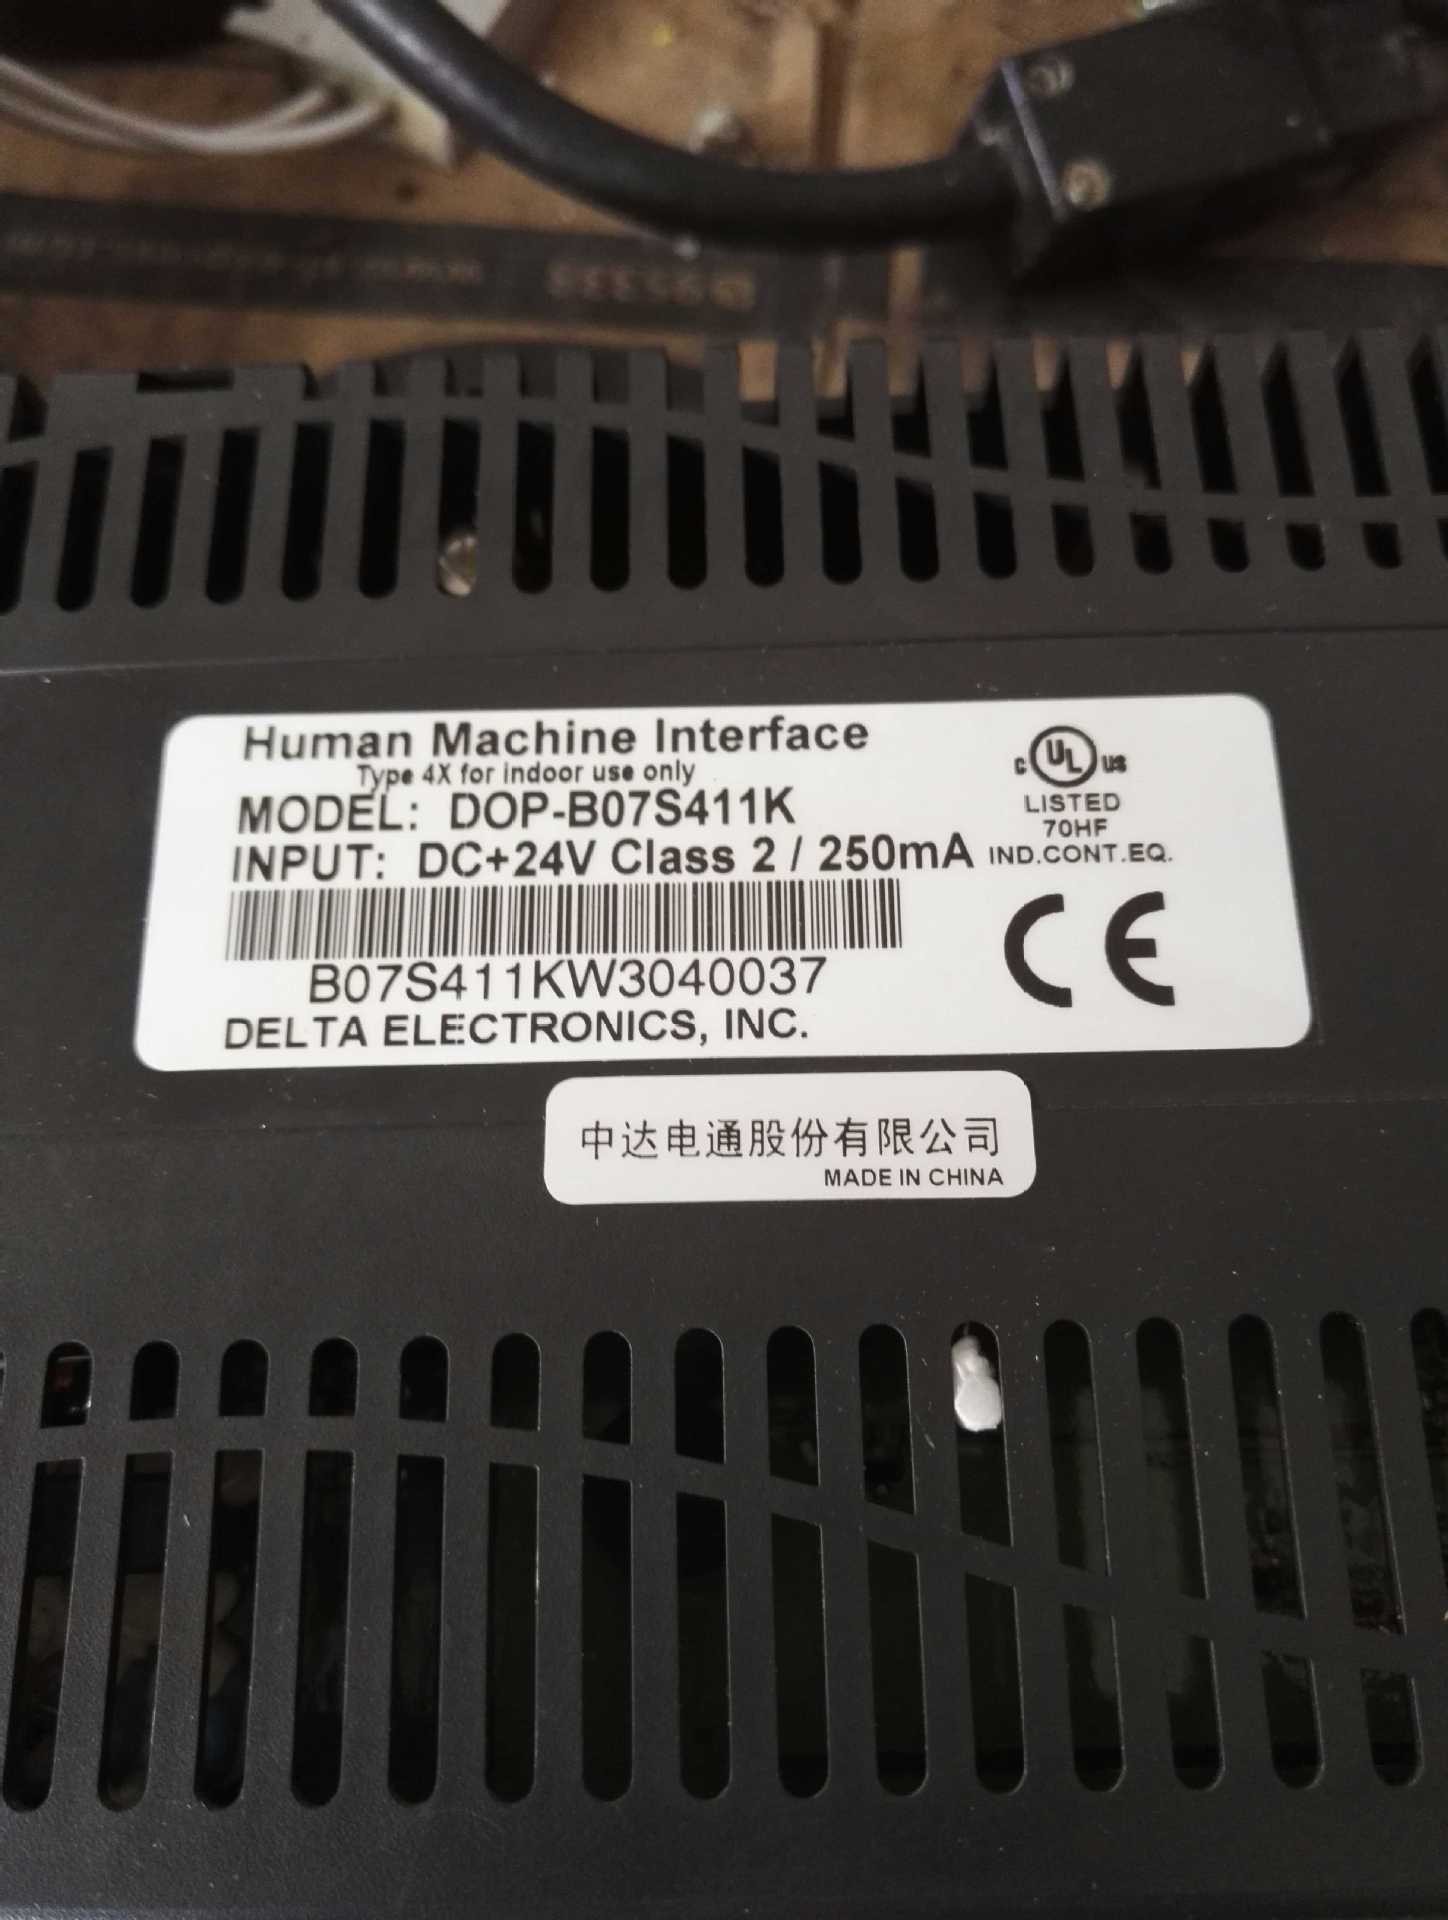 Human Machine Interface
Type 4X for indoor use only
MODEL: DOP-B07S411K
INPUT: DC+24V Class 2 / 250mA
B07S411KW3040037
DELTA ELECTRONICS, INC.
C UL US
LISTED
70HF
IND.CONT.EQ.
CE
中达电通股份有限公司
MADE IN CHINA